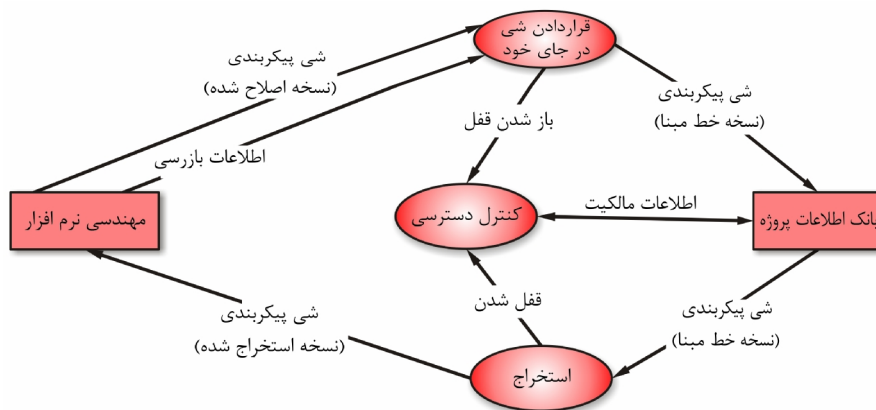 قراردادن شی
در جای خود
شی پیکربندی
(نسخه اصلاح شده)
شی پیکربندی
(نسخه خط مبنا)
باز شدن قفل
اطلاعات بازرسی
مهندسی نرم افزار
کنترل دسترسی
اطلاعات مالکیت
بانک اطلاعات پروژه
قفل شدن
شی پیکربندی
(نسخه استخراج شده)
شی پیکربندی
(نسخه خط مبنا)
استخراج